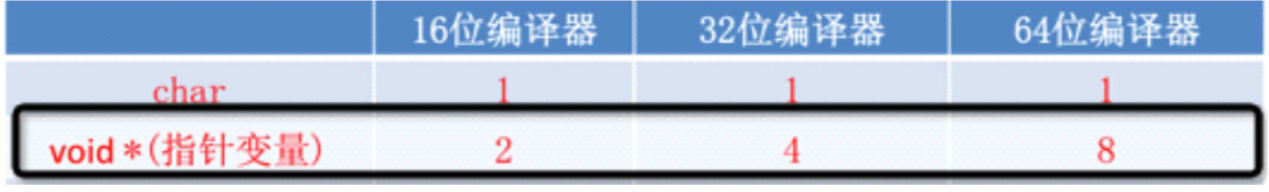 16位编译器 32位编译器 64位编译器
char 1 1 1
void *(指针变量) 2 4 8